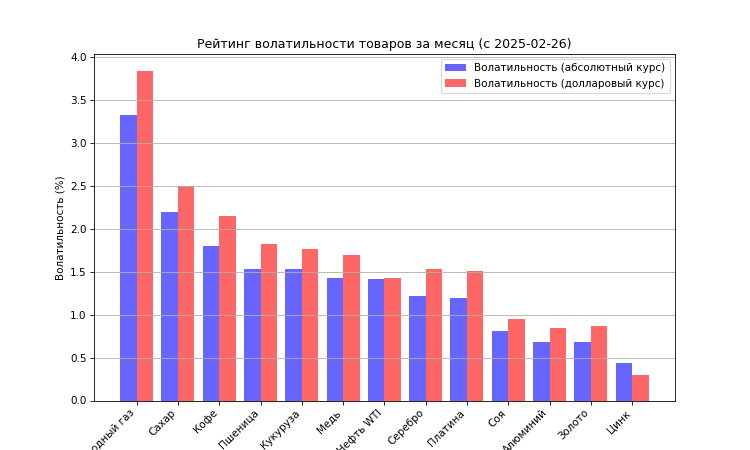 Рейтинг волатильности товаров за месяц (с 2025-02-26)
Волатильность (абсолютный курс)
Волатильность (долларовый курс)
Волатильность (%)
4.0
3.5
3.0
2.5
2.0
1.5
1.0
0.5
0.0
одный газ
Сахар
Кофе
Пшеница
Кукуруза
Медь
Нефть WTI
Серебро
Платина
Соя
Алюминий
Золото
Цинк